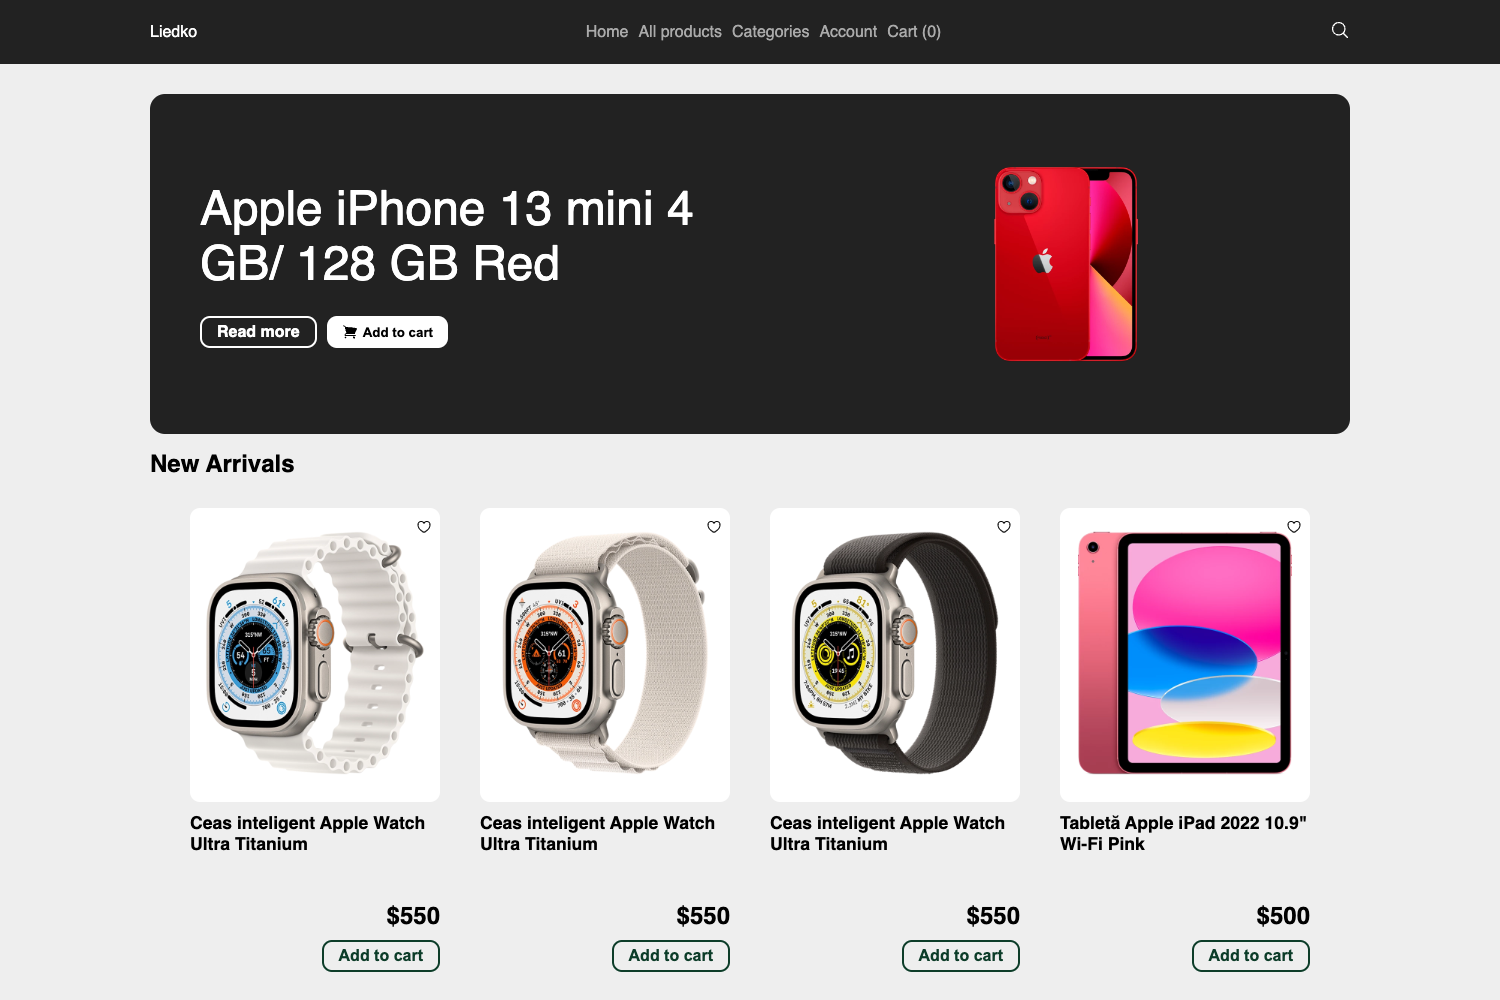 Liedko
Home All products Categories Account Cart (0)
Apple iPhone 13 mini 4
GB/ 128 GB Red
Read more
Add to cart
New Arrivals
Ceas inteligent Apple Watch
Ultra Titanium
$550
Add to cart
Ceas inteligent Apple Watch
Ultra Titanium
$550
Add to cart
Ceas inteligent Apple Watch
Ultra Titanium
$550
Add to cart
Tabletă Apple iPad 2022 10.9"
Wi-Fi Pink
$500
Add to cart